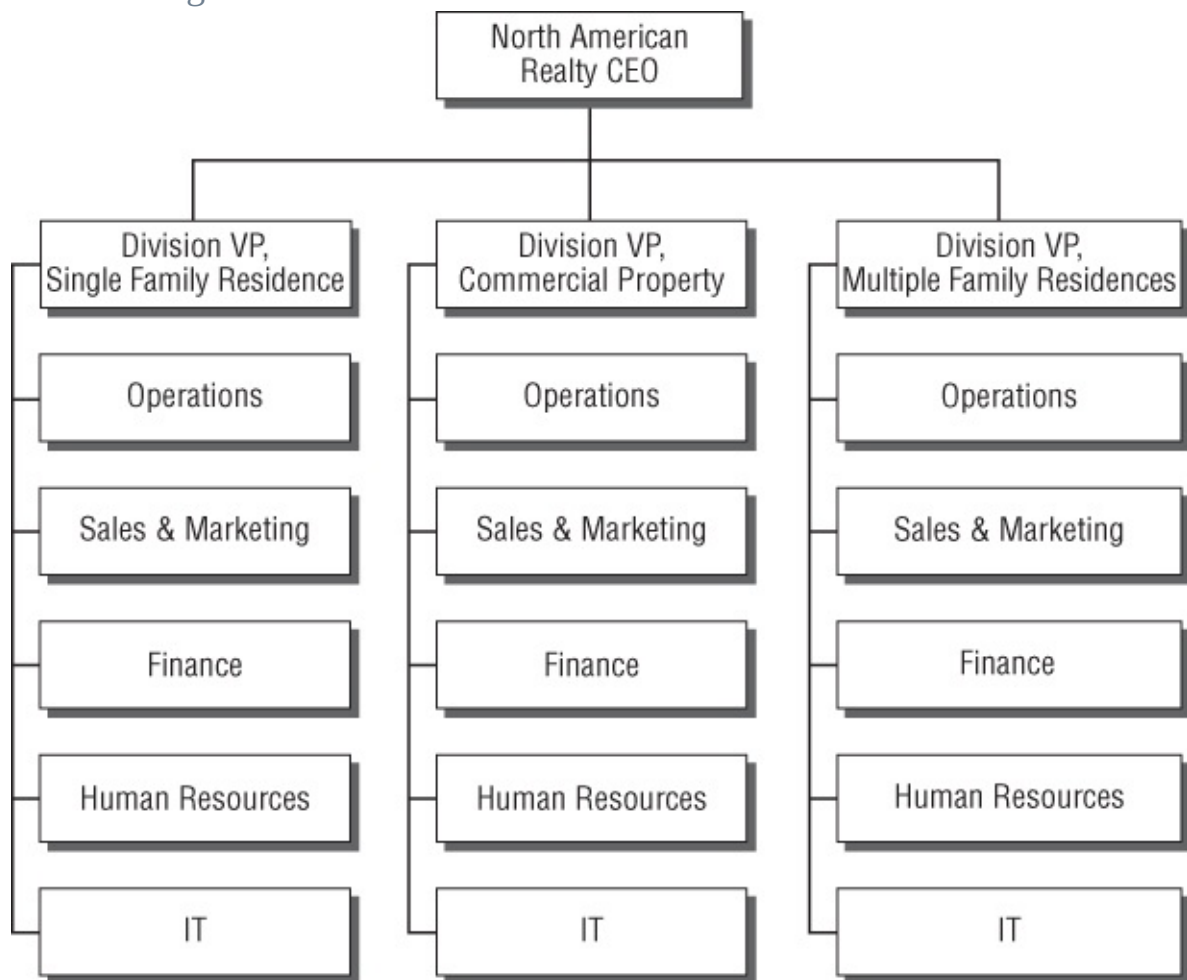 North American
Realty CEO
Division VP,
Single Family Residence
Operations
Sales & Marketing
Finance
Human Resources
IT
Division VP,
Commercial Property
Operations
Sales & Marketing
Finance
Human Resources
IT
Division VP,
Multiple Family Residences
Operations
Sales & Marketing
Finance
Human Resources
IT